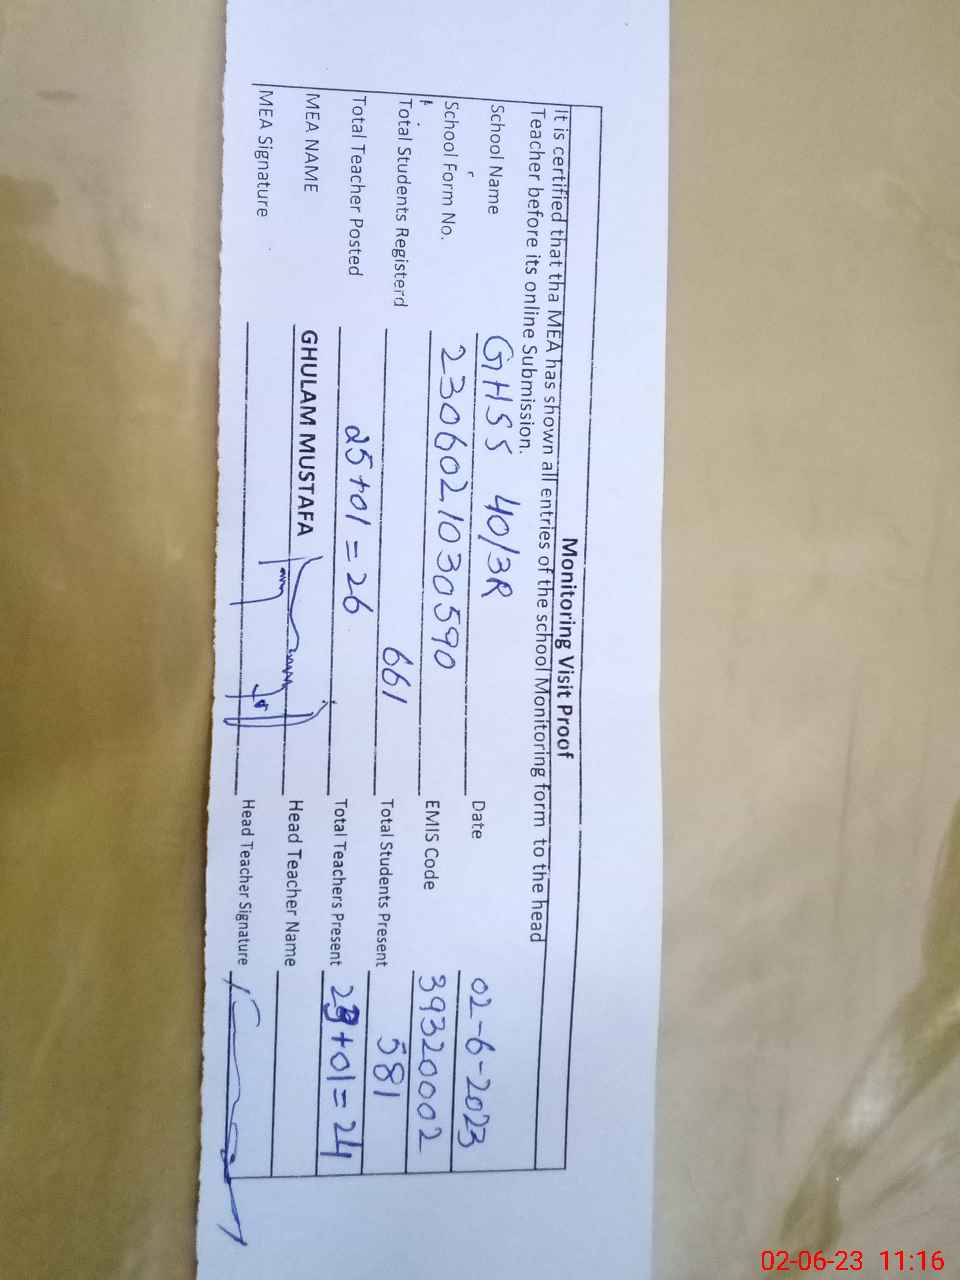 Monitoring Visit Proof
It is certified that tha MEA has shown all entries of the school Monitoring form to the head
Teacher before its online Submission.
School Name GHSS 40/3R Date 02-6-2023
School Form No. 2306021030590 EMIS Code 39320002
Total Students Registerd 661 Total Students Present 581
Total Teacher Posted 25+01=26 Total Teachers Present 23+01=24
MEA NAME GHULAM MUSTAFA Head Teacher Name
MEA Signature Head Teacher Signature
02-06-23 11:16